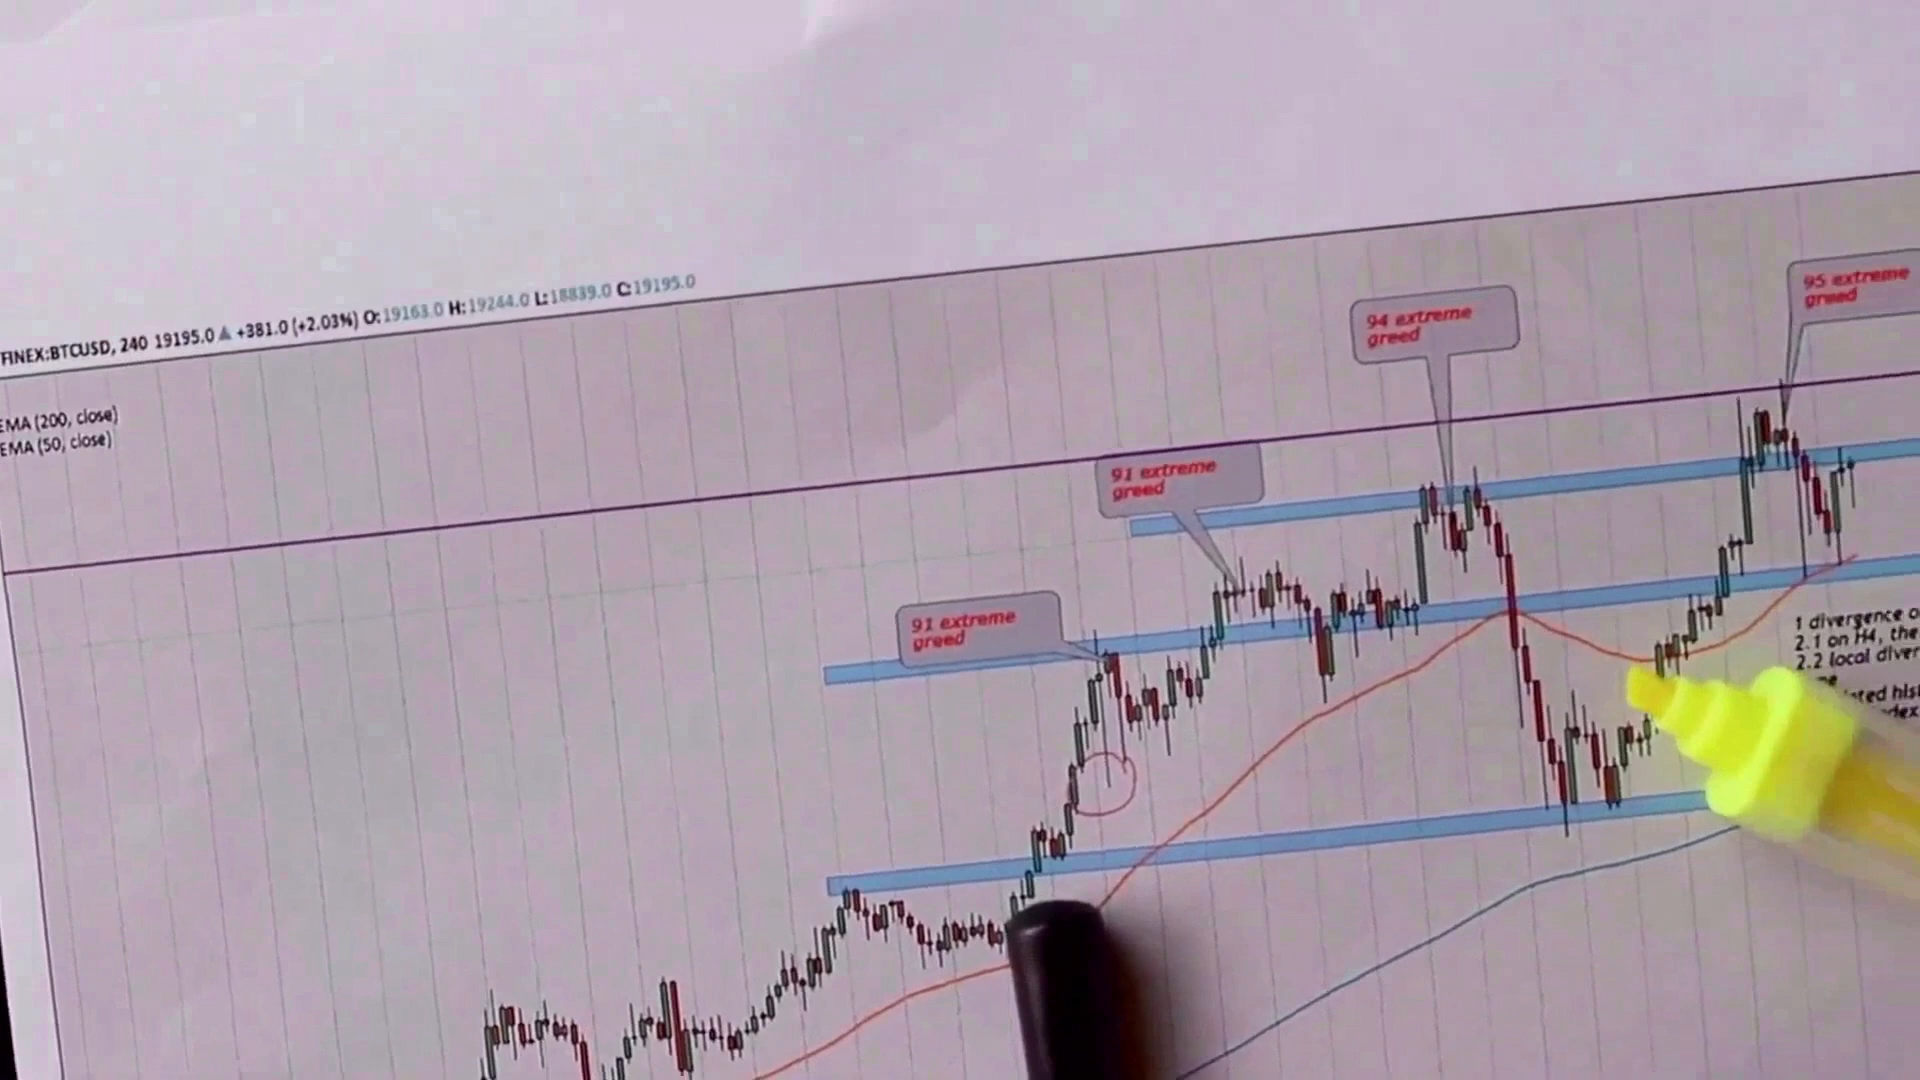 FINEX:BTCUSD, 240 19195.0 ▲ +381.0 (+2.03%) O:19163.0 H:19244.0 L:18839.0 C:19195.0
EMA (200, close)
EMA (50, close)
95 extreme
greed
94 extreme
greed
91 extreme
greed
91 extreme
greed
1 divergence o
2.1 on H4, the
2.2 local diver